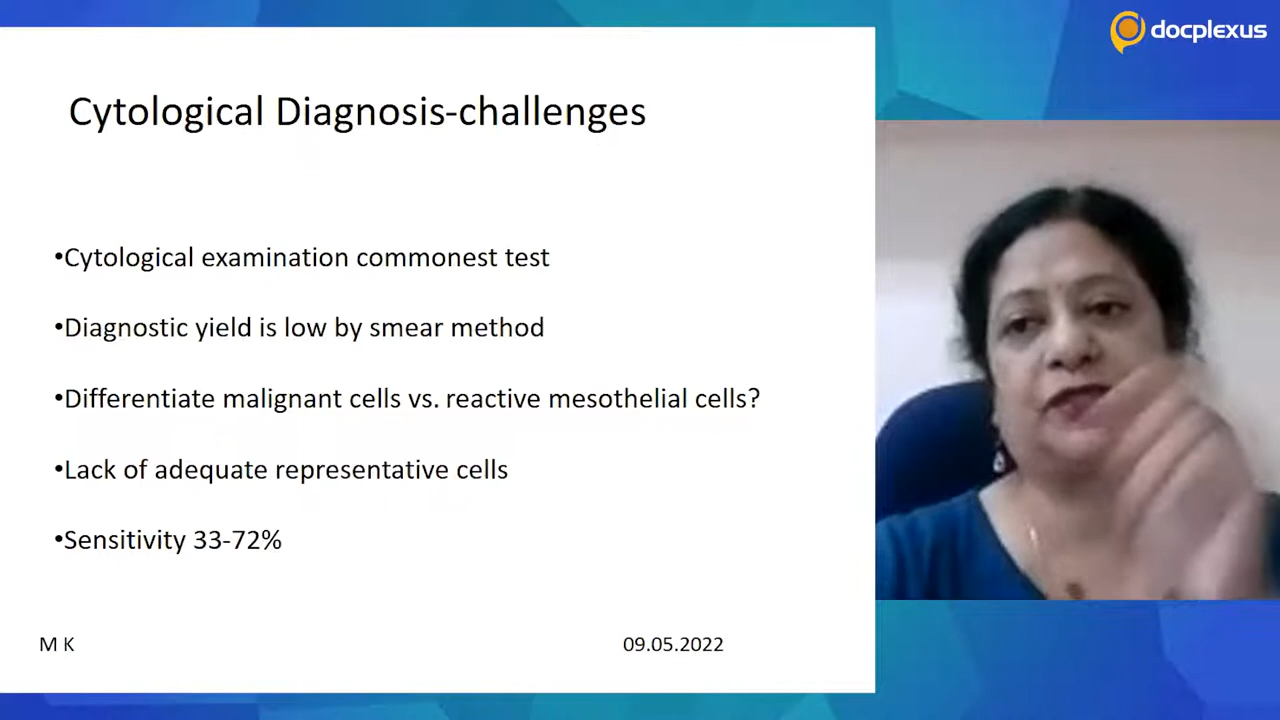 docplexus
Cytological Diagnosis-challenges
•Cytological examination commonest test
•Diagnostic yield is low by smear method
•Differentiate malignant cells vs. reactive mesothelial cells?
•Lack of adequate representative cells
•Sensitivity 33-72%
M K
09.05.2022